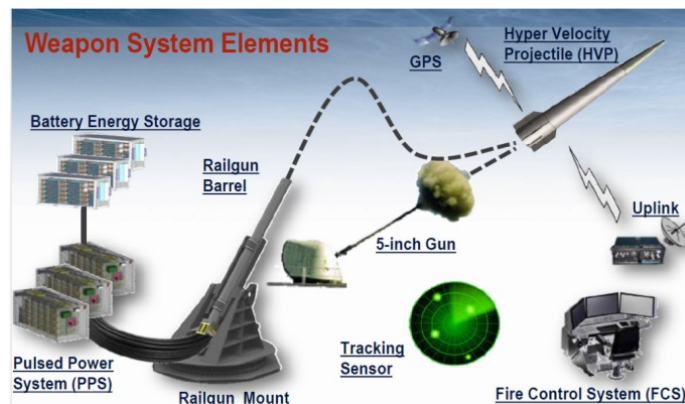 Weapon System Elements
GPS
Hyper Velocity
Projectile (HVP)
Battery Energy Storage
Railgun
Barrel
5-inch Gun
Uplink
Pulsed Power
System (PPS)
Railgun Mount
Tracking
Sensor
Fire Control System (FCS)